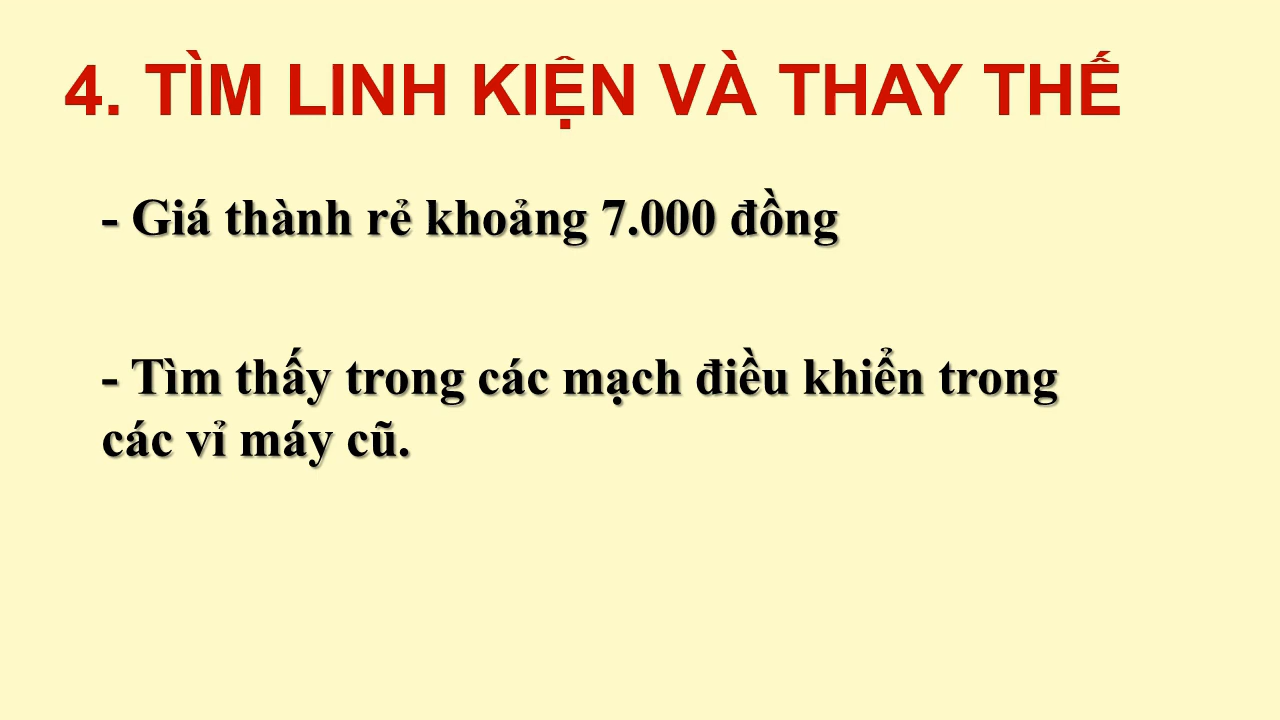 4. TÌM LINH KIỆN VÀ THAY THẾ
- Giá thành rẻ khoảng 7.000 đồng
- Tìm thấy trong các mạch điều khiển trong
các vỉ máy cũ.